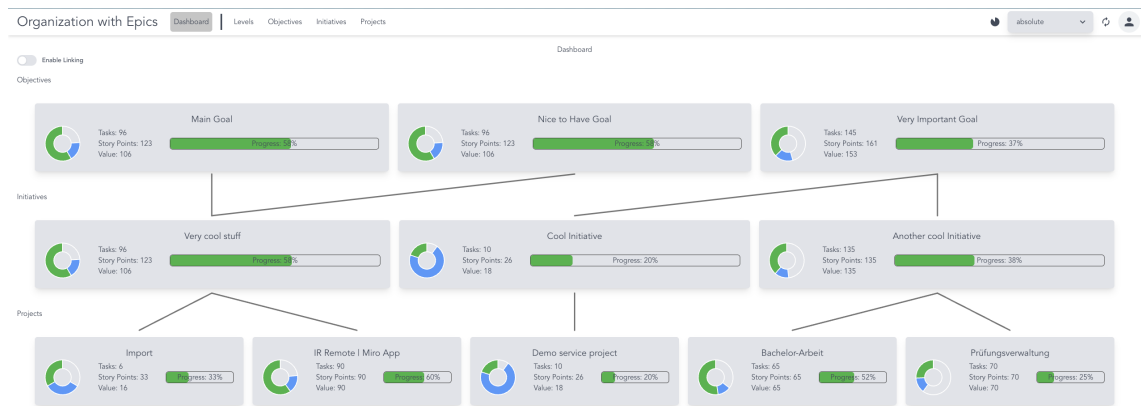 Organization with Epics Dashboard Levels Objectives Initiatives Projects absolute
Dashboard
Enable Linking
Objectives
Main Goal
Tasks: 96
Story Points: 123
Value: 106
Progress: 58%
Nice to Have Goal
Tasks: 96
Story Points: 123
Value: 106
Progress: 58%
Very Important Goal
Tasks: 145
Story Points: 161
Value: 153
Progress: 37%
Initiatives
Very cool stuff
Tasks: 96
Story Points: 123
Value: 106
Progress: 58%
Cool Initiative
Tasks: 10
Story Points: 26
Value: 18
Progress: 20%
Another cool Initiative
Tasks: 135
Story Points: 135
Value: 135
Progress: 38%
Projects
Import
Tasks: 6
Story Points: 33
Value: 16
Progress: 33%
IR Remote | Miro App
Tasks: 90
Story Points: 90
Value: 90
Progress: 60%
Demo service project
Tasks: 10
Story Points: 26
Value: 18
Progress: 20%
Bachelor-Arbeit
Tasks: 65
Story Points: 65
Value: 65
Progress: 52%
Prüfungsverwaltung
Tasks: 70
Story Points: 70
Value: 70
Progress: 25%